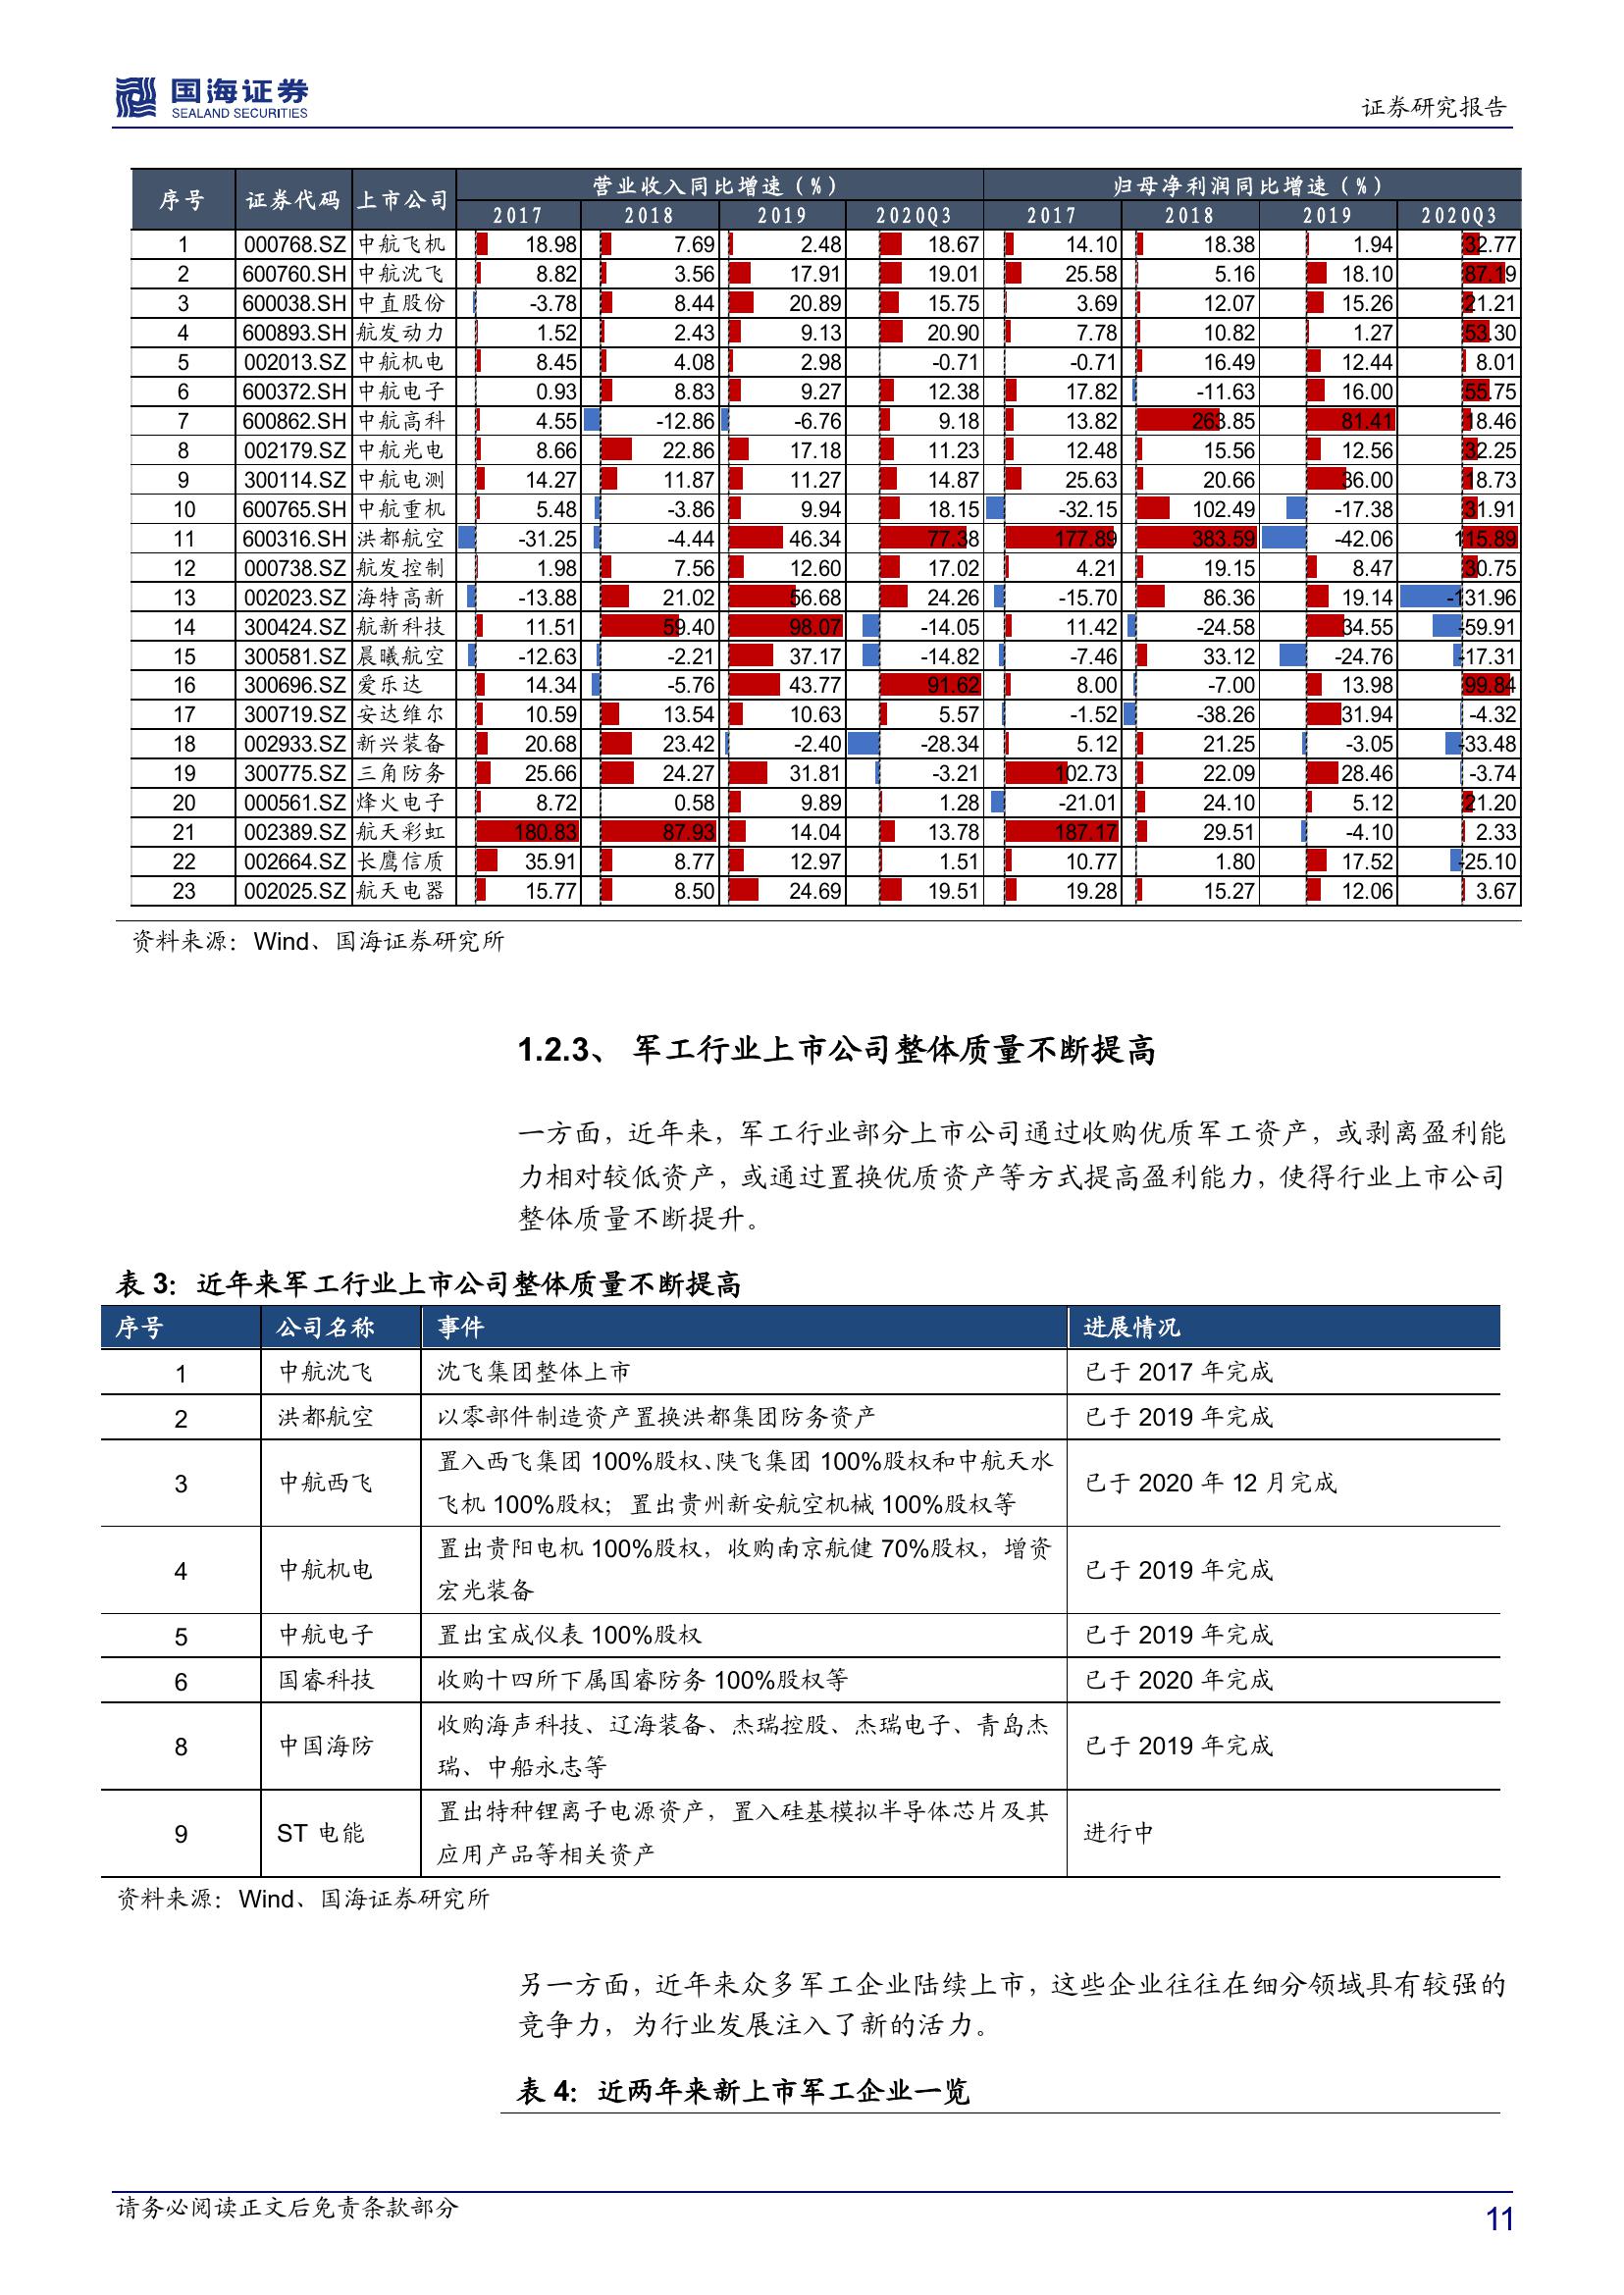 国海证券
SEALAND SECURITIES
证券研究报告
序号 证券代码 上市公司 营业收入同比增速（%） 归母净利润同比增速（%）
2017 2018 2019 2020Q3 2017 2018 2019 2020Q3
1 000768.SZ 中航飞机 18.98 7.69 2.48 18.67 14.10 18.38 1.94 32.77
2 600760.SH 中航沈飞 8.82 3.56 17.91 19.01 25.58 5.16 18.10 87.19
3 600038.SH 中直股份 -3.78 8.44 20.89 15.75 3.69 12.07 15.26 21.21
4 600893.SH 航发动力 1.52 2.43 9.13 20.90 7.78 10.82 1.27 53.30
5 002013.SZ 中航机电 8.45 4.08 2.98 -0.71 -0.71 16.49 12.44 8.01
6 600372.SH 中航电子 0.93 8.83 9.27 12.38 17.82 -11.63 16.00 55.75
7 600862.SH 中航高科 4.55 -12.86 -6.76 9.18 13.82 263.85 81.41 18.46
8 002179.SZ 中航光电 8.66 22.86 17.18 11.23 12.48 15.56 12.56 32.25
9 300114.SZ 中航电测 14.27 11.87 11.27 14.87 25.63 20.66 36.00 18.73
10 600765.SH 中航重机 5.48 -3.86 9.94 18.15 -32.15 102.49 -17.38 31.91
11 600316.SH 洪都航空 -31.25 -4.44 46.34 77.38 177.89 383.59 -42.06 115.89
12 000738.SZ 航发控制 1.98 7.56 12.60 17.02 4.21 19.15 8.47 30.75
13 002023.SZ 海特高新 -13.88 21.02 56.68 24.26 -15.70 86.36 19.14 -131.96
14 300424.SZ 航新科技 11.51 59.40 98.07 -14.05 11.42 -24.58 34.55 -59.91
15 300581.SZ 晨曦航空 -12.63 -2.21 37.17 -14.82 -7.46 33.12 -24.76 -17.31
16 300696.SZ 爱乐达 14.34 -5.76 43.77 91.62 8.00 -7.00 13.98 99.84
17 300719.SZ 安达维尔 10.59 13.54 10.63 5.57 -1.52 -38.26 31.94 -4.32
18 002933.SZ 新兴装备 20.68 23.42 -2.40 -28.34 5.12 21.25 -3.05 -33.48
19 300775.SZ 三角防务 25.66 24.27 31.81 -3.21 102.73 22.09 28.46 -3.74
20 000561.SZ 烽火电子 8.72 0.58 9.89 1.28 -21.01 24.10 5.12 21.20
21 002389.SZ 航天彩虹 180.83 87.93 14.04 13.78 187.17 29.51 -4.10 2.33
22 002664.SZ 长鹰信质 35.91 8.77 12.97 1.51 10.77 1.80 17.52 -25.10
23 002025.SZ 航天电器 15.77 8.50 24.69 19.51 19.28 15.27 12.06 3.67
资料来源：Wind、国海证券研究所
1.2.3、 军工行业上市公司整体质量不断提高
一方面，近年来，军工行业部分上市公司通过收购优质军工资产，或剥离盈利能
力相对较低资产，或通过置换优质资产等方式提高盈利能力，使得行业上市公司
整体质量不断提升。
表 3：近年来军工行业上市公司整体质量不断提高
序号 公司名称 事件 进展情况
1 中航沈飞 沈飞集团整体上市 已于 2017 年完成
2 洪都航空 以零部件制造资产置换洪都集团防务资产 已于 2019 年完成
3 中航西飞 置入西飞集团 100%股权、陕飞集团 100%股权和中航天水
飞机 100%股权；置出贵州新安航空机械 100%股权等 已于 2020 年 12 月完成
4 中航机电 置出贵阳电机 100%股权，收购南京航健 70%股权，增资
宏光装备 已于 2019 年完成
5 中航电子 置出宝成仪表 100%股权 已于 2019 年完成
6 国睿科技 收购十四所下属国睿防务 100%股权等 已于 2020 年完成
8 中国海防 收购海声科技、辽海装备、杰瑞控股、杰瑞电子、青岛杰
瑞、中船永志等 已于 2019 年完成
9 ST 电能 置出特种锂离子电源资产，置入硅基模拟半导体芯片及其
应用产品等相关资产 进行中
资料来源：Wind、国海证券研究所
另一方面，近年来众多军工企业陆续上市，这些企业往往在细分领域具有较强的
竞争力，为行业发展注入了新的活力。
表 4：近两年来新上市军工企业一览
请务必阅读正文后免责条款部分
11